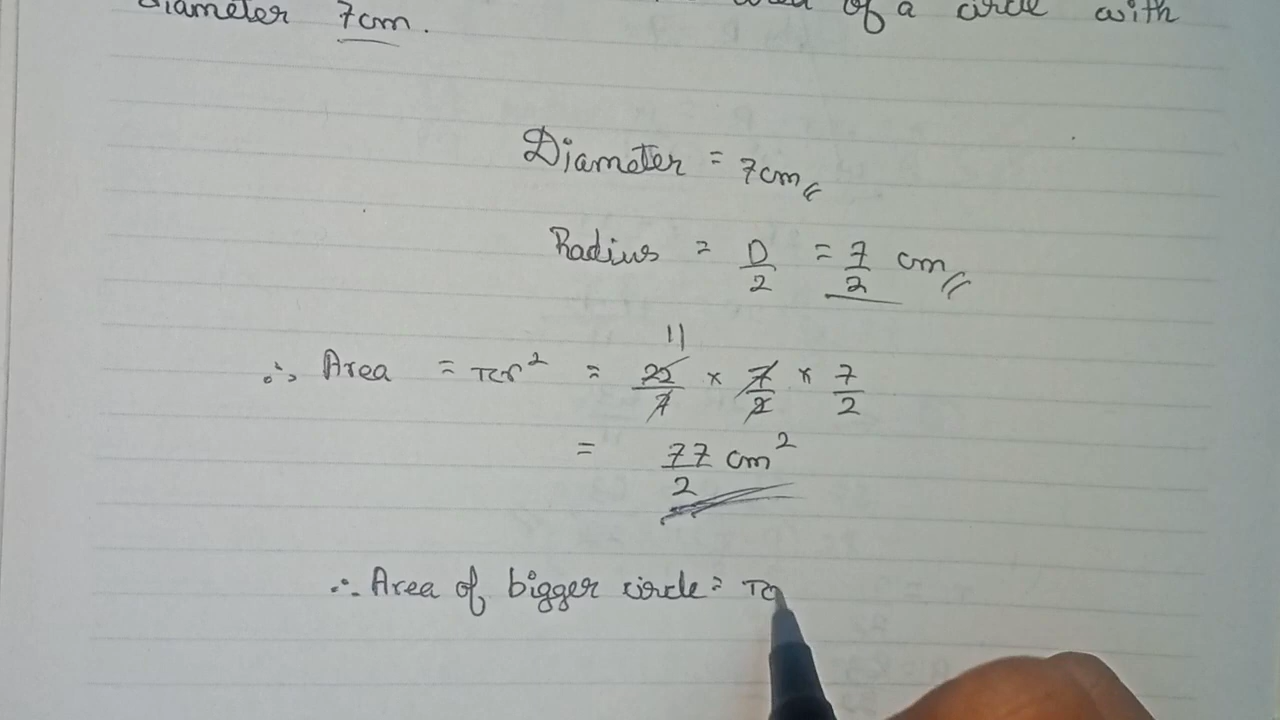 Diameter 7cm. of a circle with
Diameter = 7cm
Radius = D/2 = 7/2 cm
∴ Area = πr² = 22/7 × 7/2 × 7/2
11
= 77/2 cm²
∴ Area of bigger circle = π